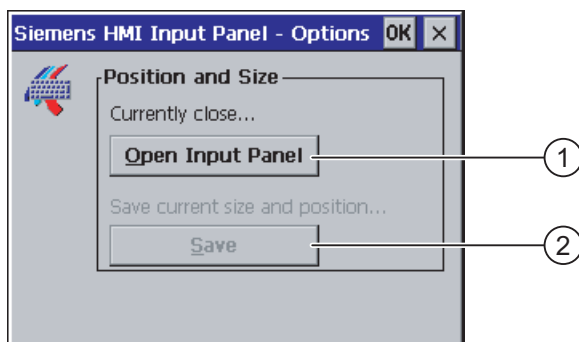 Siemens HMI Input Panel - Options OK ×
Position and Size
Currently close...
Open Input Panel
1
Save current size and position...
Save
2